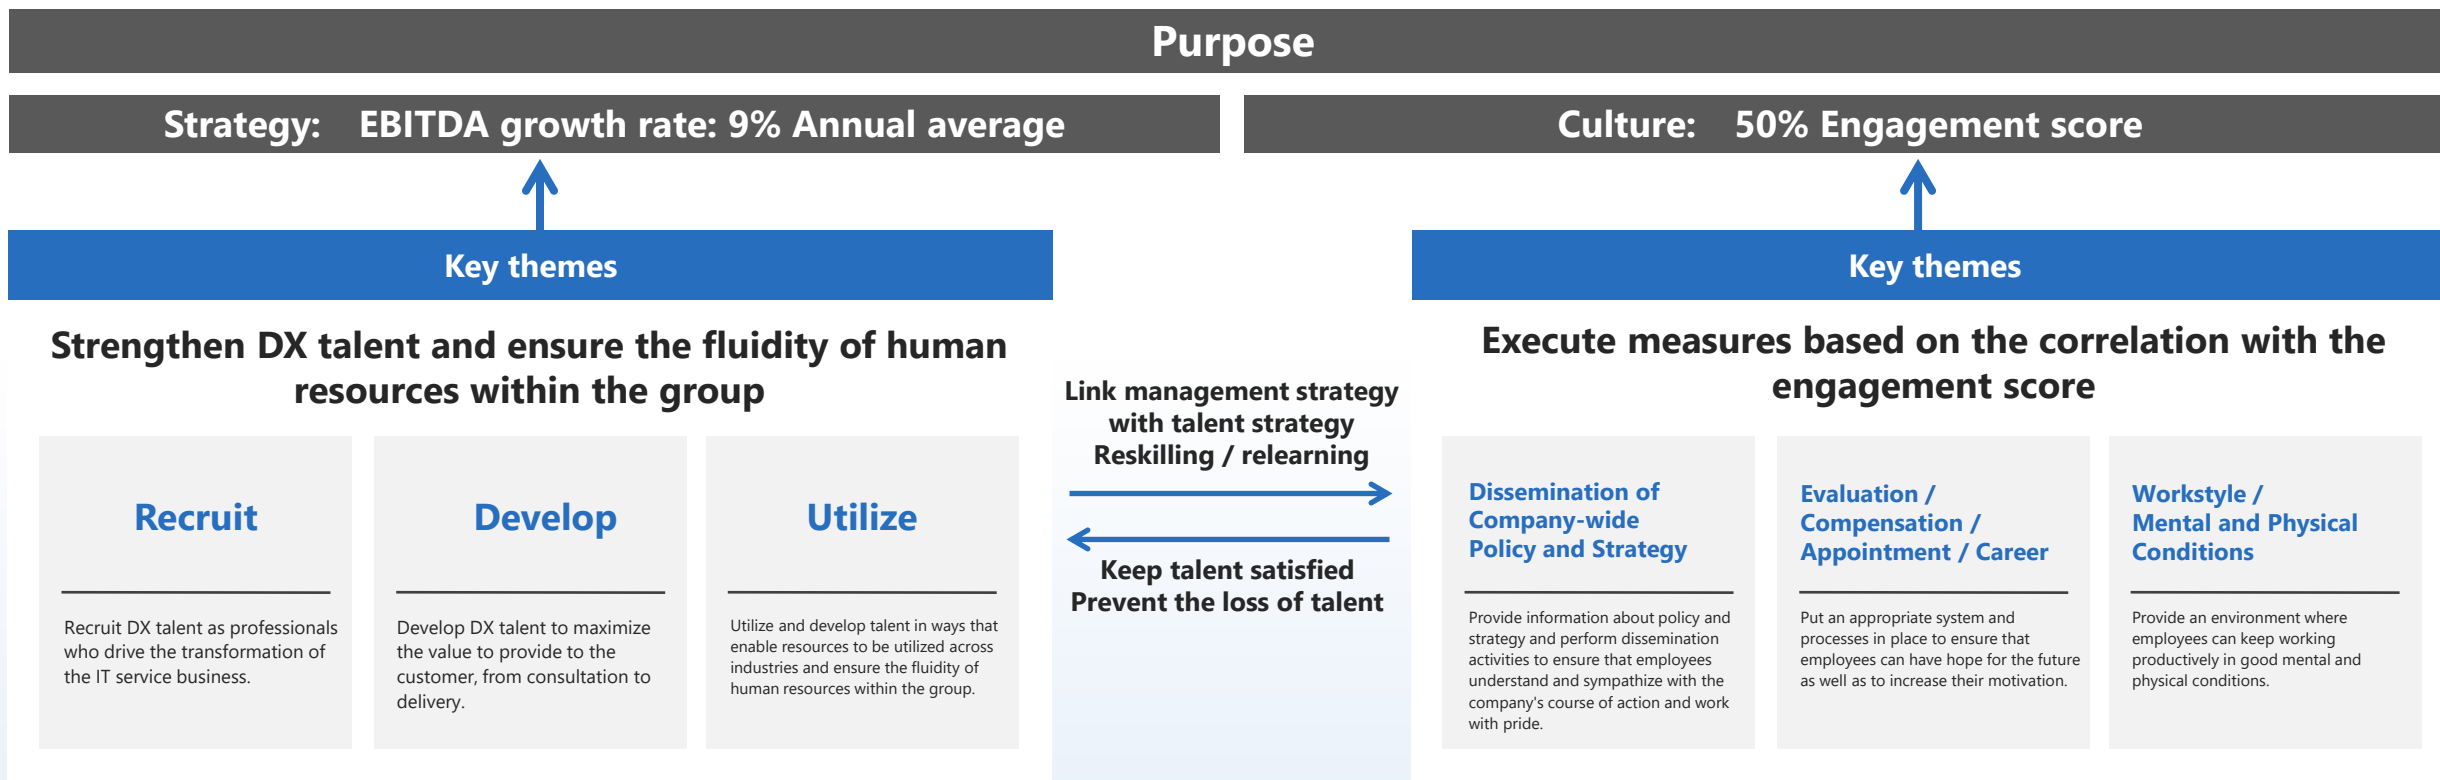 Purpose
Strategy: EBITDA growth rate: 9% Annual average
Culture: 50% Engagement score
Key themes
Strengthen DX talent and ensure the fluidity of human
resources within the group
Recruit
Recruit DX talent as professionals
who drive the transformation of
the IT service business.
Develop
Develop DX talent to maximize
the value to provide to the
customer, from consultation to
delivery.
Utilize
Utilize and develop talent in ways that
enable resources to be utilized across
industries and ensure the fluidity of
human resources within the group.
Link management strategy
with talent strategy
Reskilling / relearning
Keep talent satisfied
Prevent the loss of talent
Key themes
Execute measures based on the correlation with the
engagement score
Dissemination of
Company-wide
Policy and Strategy
Provide information about policy and
strategy and perform dissemination
activities to ensure that employees
understand and sympathize with the
company's course of action and work
with pride.
Evaluation /
Compensation /
Appointment / Career
Put an appropriate system and
processes in place to ensure that
employees can have hope for the future
as well as to increase their motivation.
Workstyle /
Mental and Physical
Conditions
Provide an environment where
employees can keep working
productively in good mental and
physical conditions.